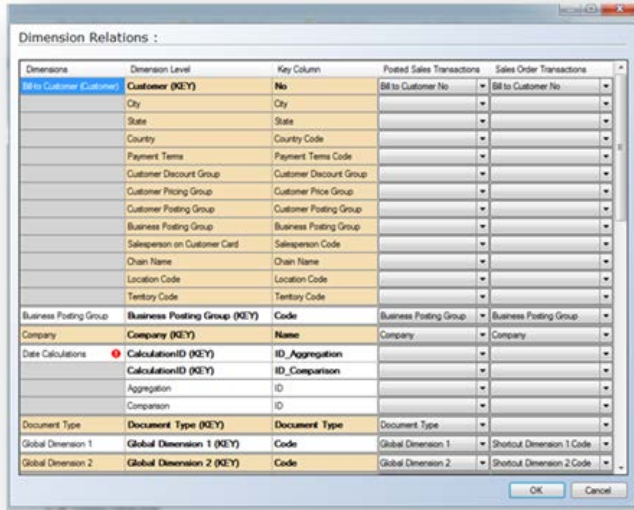 Dimension Relations :
Dimensions Dimension Level Key Column Posted Sales Transactions Sales Order Transactions
Bill-to Customer (Customer) Customer (KEY) No Bill to Customer No Bill to Customer No
City City
State State
Country Country Code
Payment Terms Payment Terms Code
Customer Discount Group Customer Discount Group
Customer Pricing Group Customer Price Group
Customer Posting Group Customer Posting Group
Business Posting Group Business Posting Group
Salesperson on Customer Card Salesperson Code
Chain Name Chain Name
Location Code Location Code
Territory Code Territory Code
Business Posting Group Business Posting Group (KEY) Code Business Posting Group Business Posting Group
Company Company (KEY) Name Company Company
Date Calculations CalculationID (KEY) ID_Aggregation
CalculationID (KEY) ID_Comparison
Aggregation ID
Comparison ID
Document Type Document Type (KEY) Document Type Document Type
Global Dimension 1 Global Dimension 1 (KEY) Code Global Dimension 1 Shortcut Dimension 1 Code
Global Dimension 2 Global Dimension 2 (KEY) Code Global Dimension 2 Shortcut Dimension 2 Code
OK Cancel